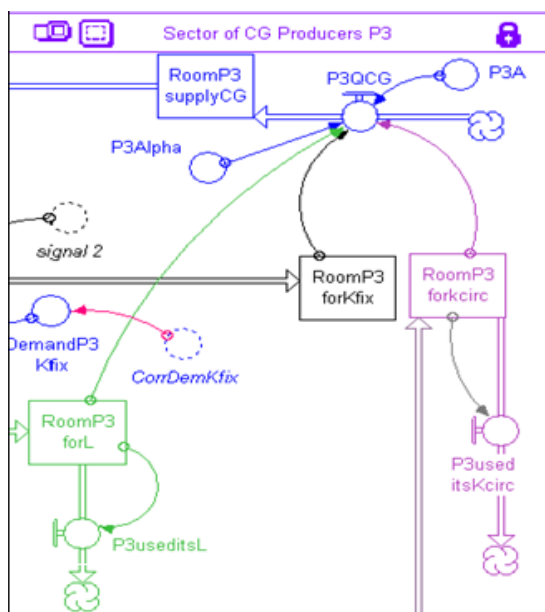 Sector of CG Producers P3
RoomP3
supplyCG
P3QCG
P3A
P3Alpha
signal 2
RoomP3
forKfix
RoomP3
forkcirc
DemandP3
Kfix
CorrDemKfix
RoomP3
forL
P3used
itsKcirc
P3useditsL